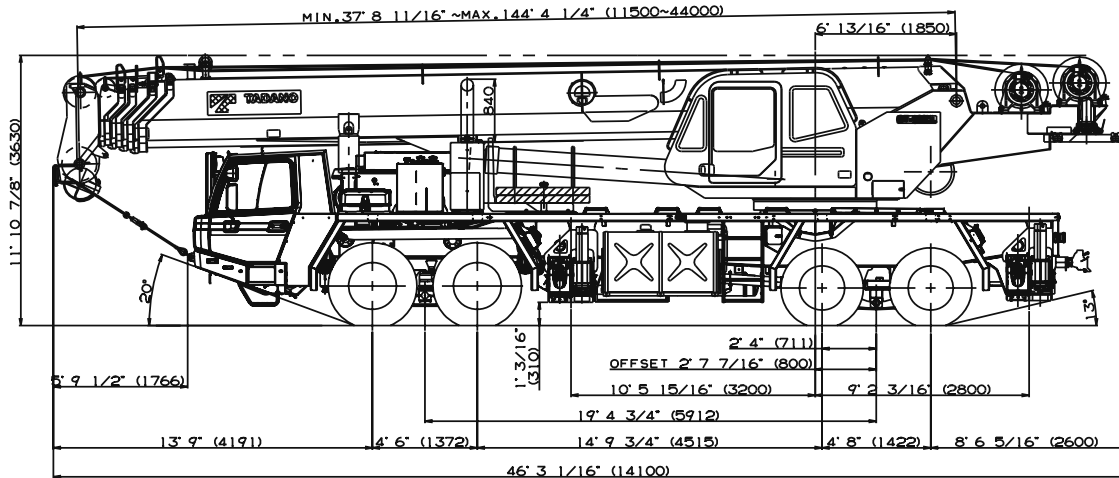 MIN.37' 8 11/16" ~MAX.144' 4 1/4" (11500~44000)
6' 13/16" (1850)
TADANO
840
11' 10 7/8" (3630)
20°
13°
1' 3/16"
(310)
2' 4" (711)
OFFSET 2' 7 7/16" (800)
5' 9 1/2" (1766)
10' 5 15/16" (3200)
9' 2 3/16" (2800)
19' 4 3/4" (5912)
13' 9" (4191)
4' 6" (1372)
14' 9 3/4" (4515)
4' 8" (1422)
8' 6 5/16" (2600)
46' 3 1/16" (14100)